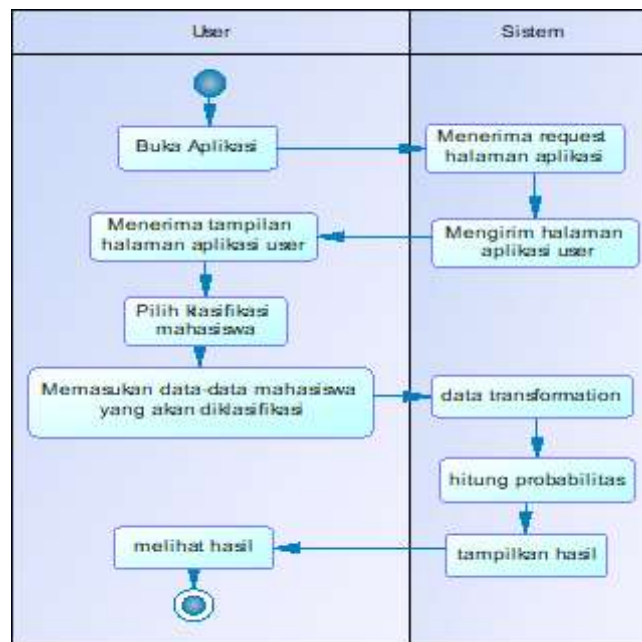 User
Sistem
Buka Aplikasi
Menerima request
halaman aplikasi
Menerima tampilan
halaman aplikasi user
Mengirim halaman
aplikasi user
Pilih klasifikasi
mahasiswa
Memasukan data-data mahasiswa
yang akan diklasifikasi
data transformation
hitung probabilitas
melihat hasil
tampilkan hasil